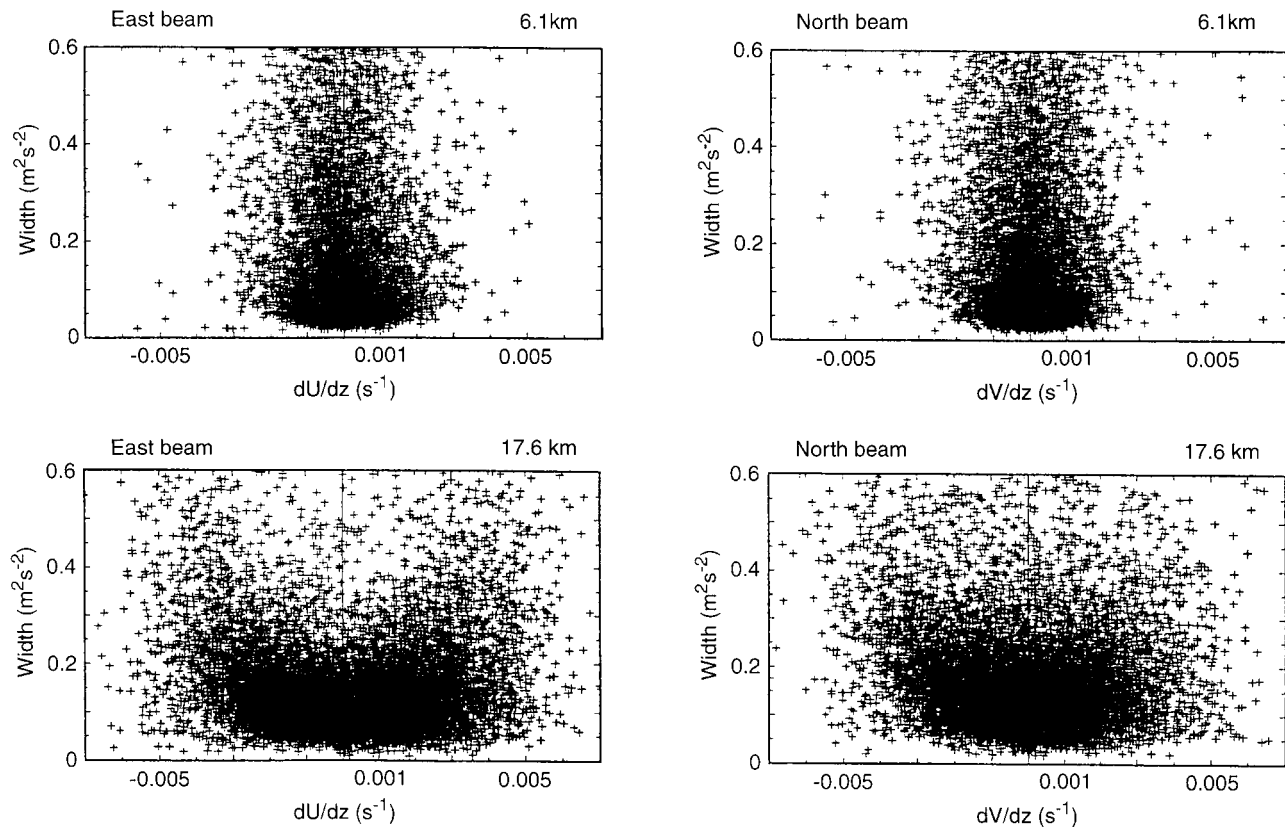 East beam 6.1km
0.6
0.4
0.2
0
Width (m²s⁻²)
-0.005 0.001 0.005
dU/dz (s⁻¹)
North beam 6.1km
0.6
0.4
0.2
0
Width (m²s⁻²)
-0.005 0.001 0.005
dV/dz (s⁻¹)
East beam 17.6 km
0.6
0.4
0.2
0
Width (m²s⁻²)
-0.005 0.001 0.005
dU/dz (s⁻¹)
North beam 17.6 km
0.6
0.4
0.2
0
Width (m²s⁻²)
-0.005 0.001 0.005
dV/dz (s⁻¹)